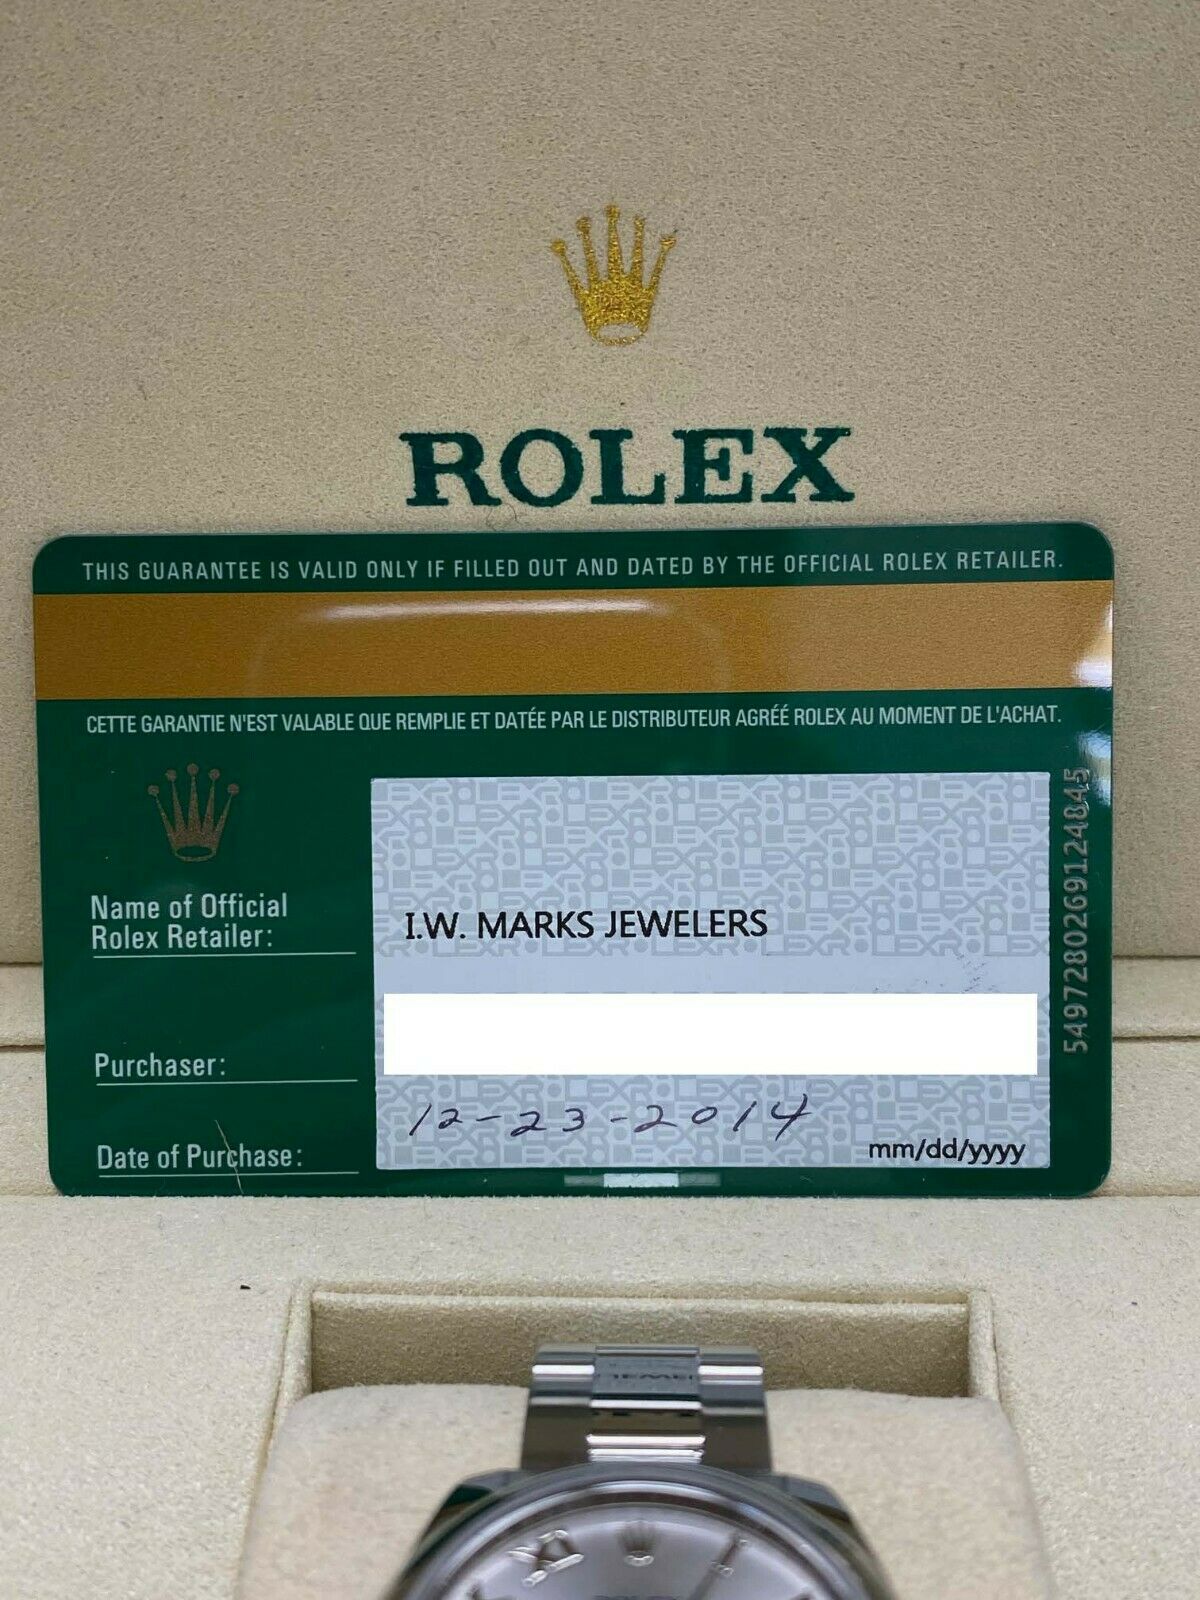 ROLEX
THIS GUARANTEE IS VALID ONLY IF FILLED OUT AND DATED BY THE OFFICIAL ROLEX RETAILER.
CETTE GARANTIE N'EST VALABLE QUE REMPLIE ET DATÉE PAR LE DISTRIBUTEUR AGRÉÉ ROLEX AU MOMENT DE L'ACHAT.
Name of Official
Rolex Retailer:
I.W. MARKS JEWELERS
Purchaser:
Date of Purchase:
12-23-2014
mm/dd/yyyy
5497280269124845
XI
I
ROLEX